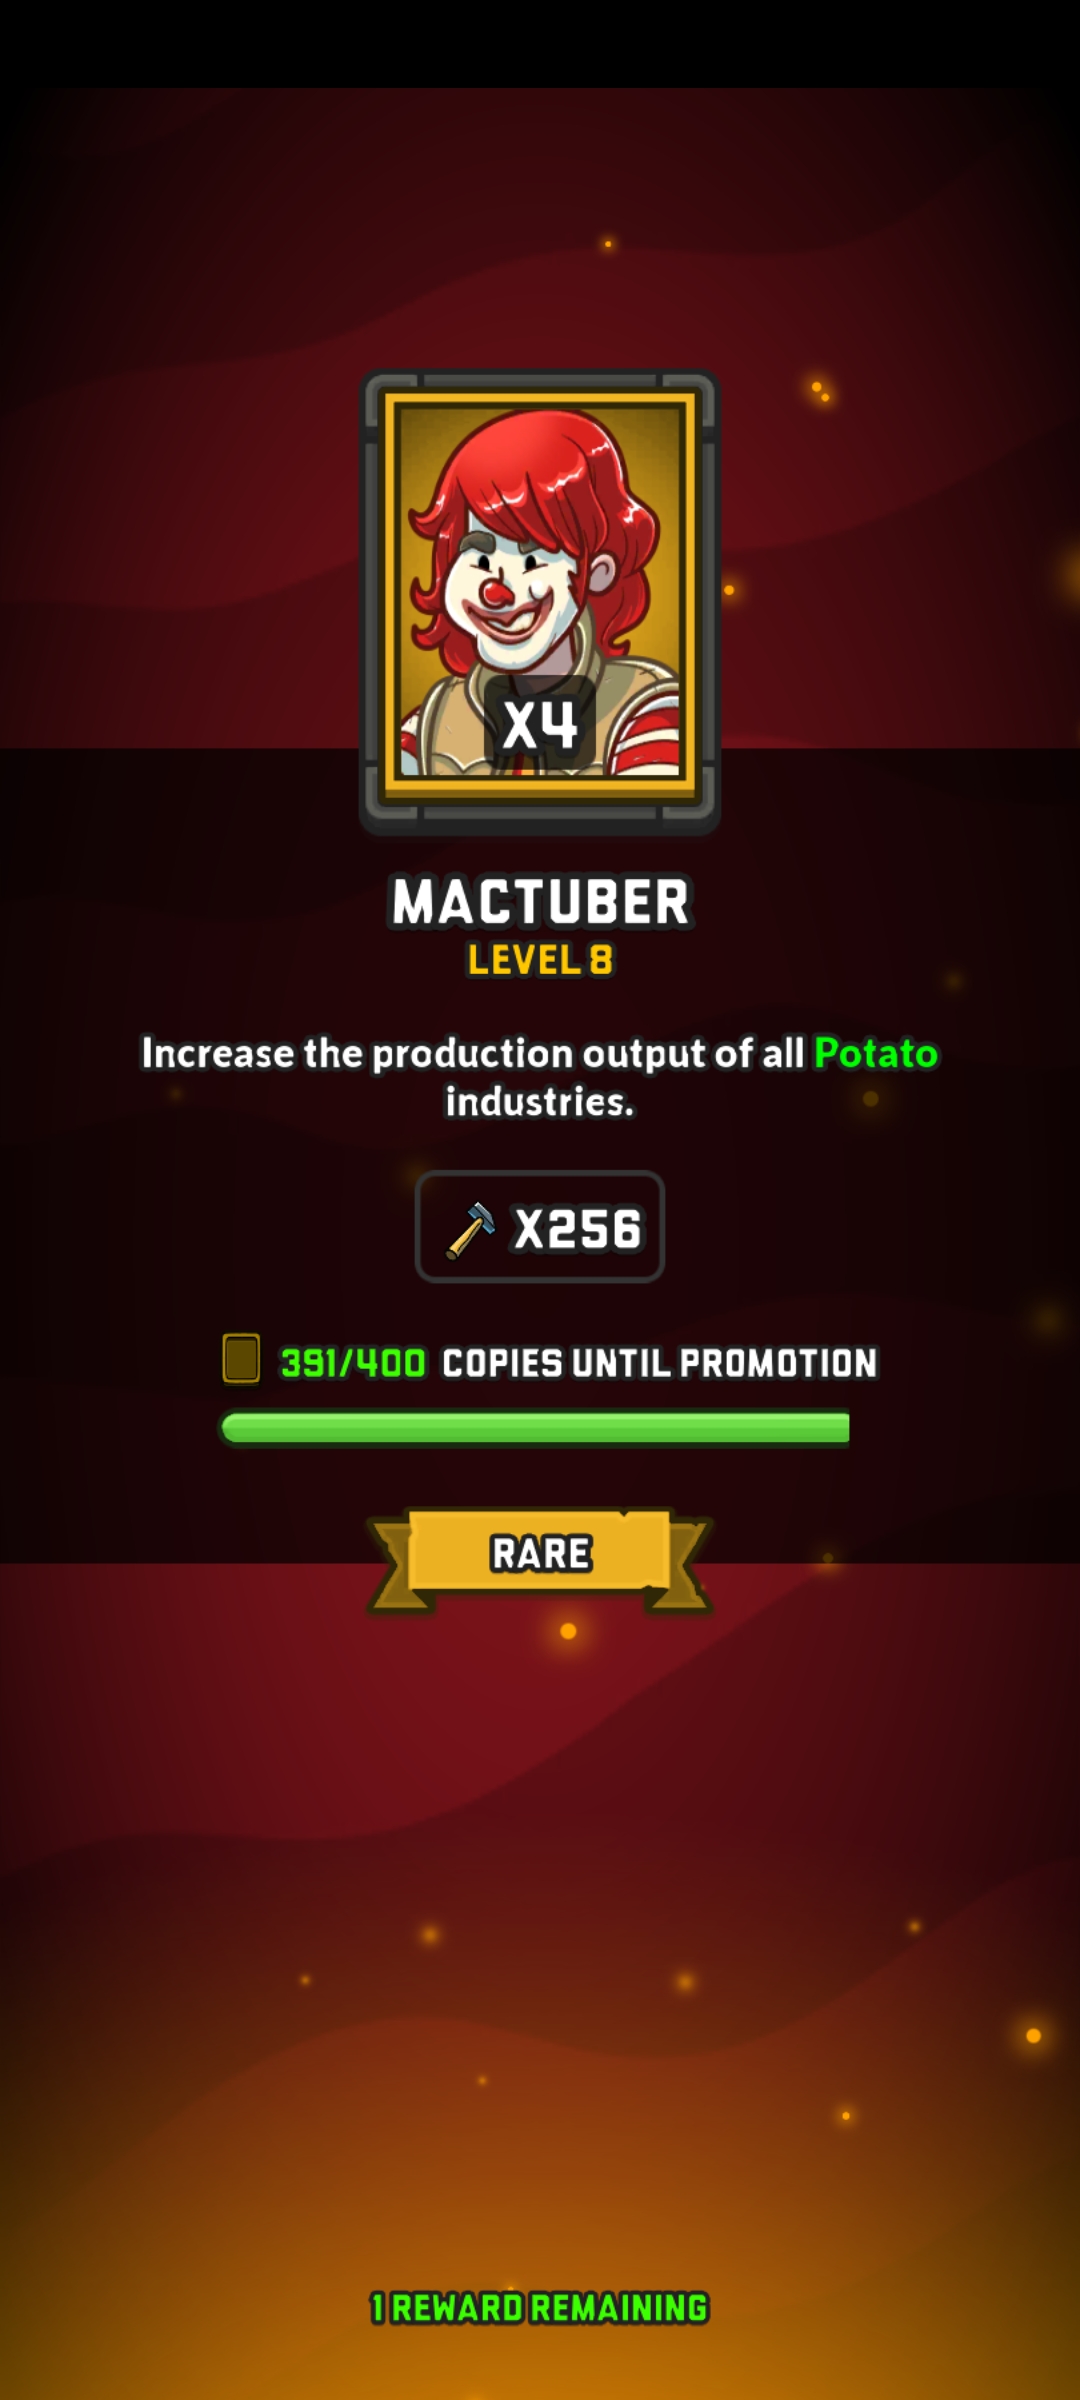 X4
MACTUBER
LEVEL 8
Increase the production output of all Potato
industries.
X256
391/400 COPIES UNTIL PROMOTION
RARE
1 REWARD REMAINING